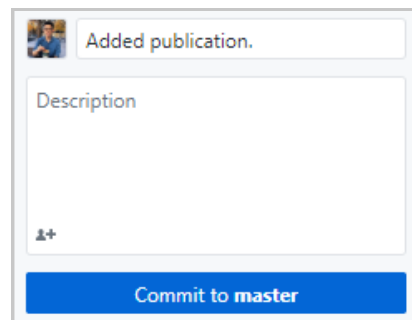 Added publication.
Description
Commit to master